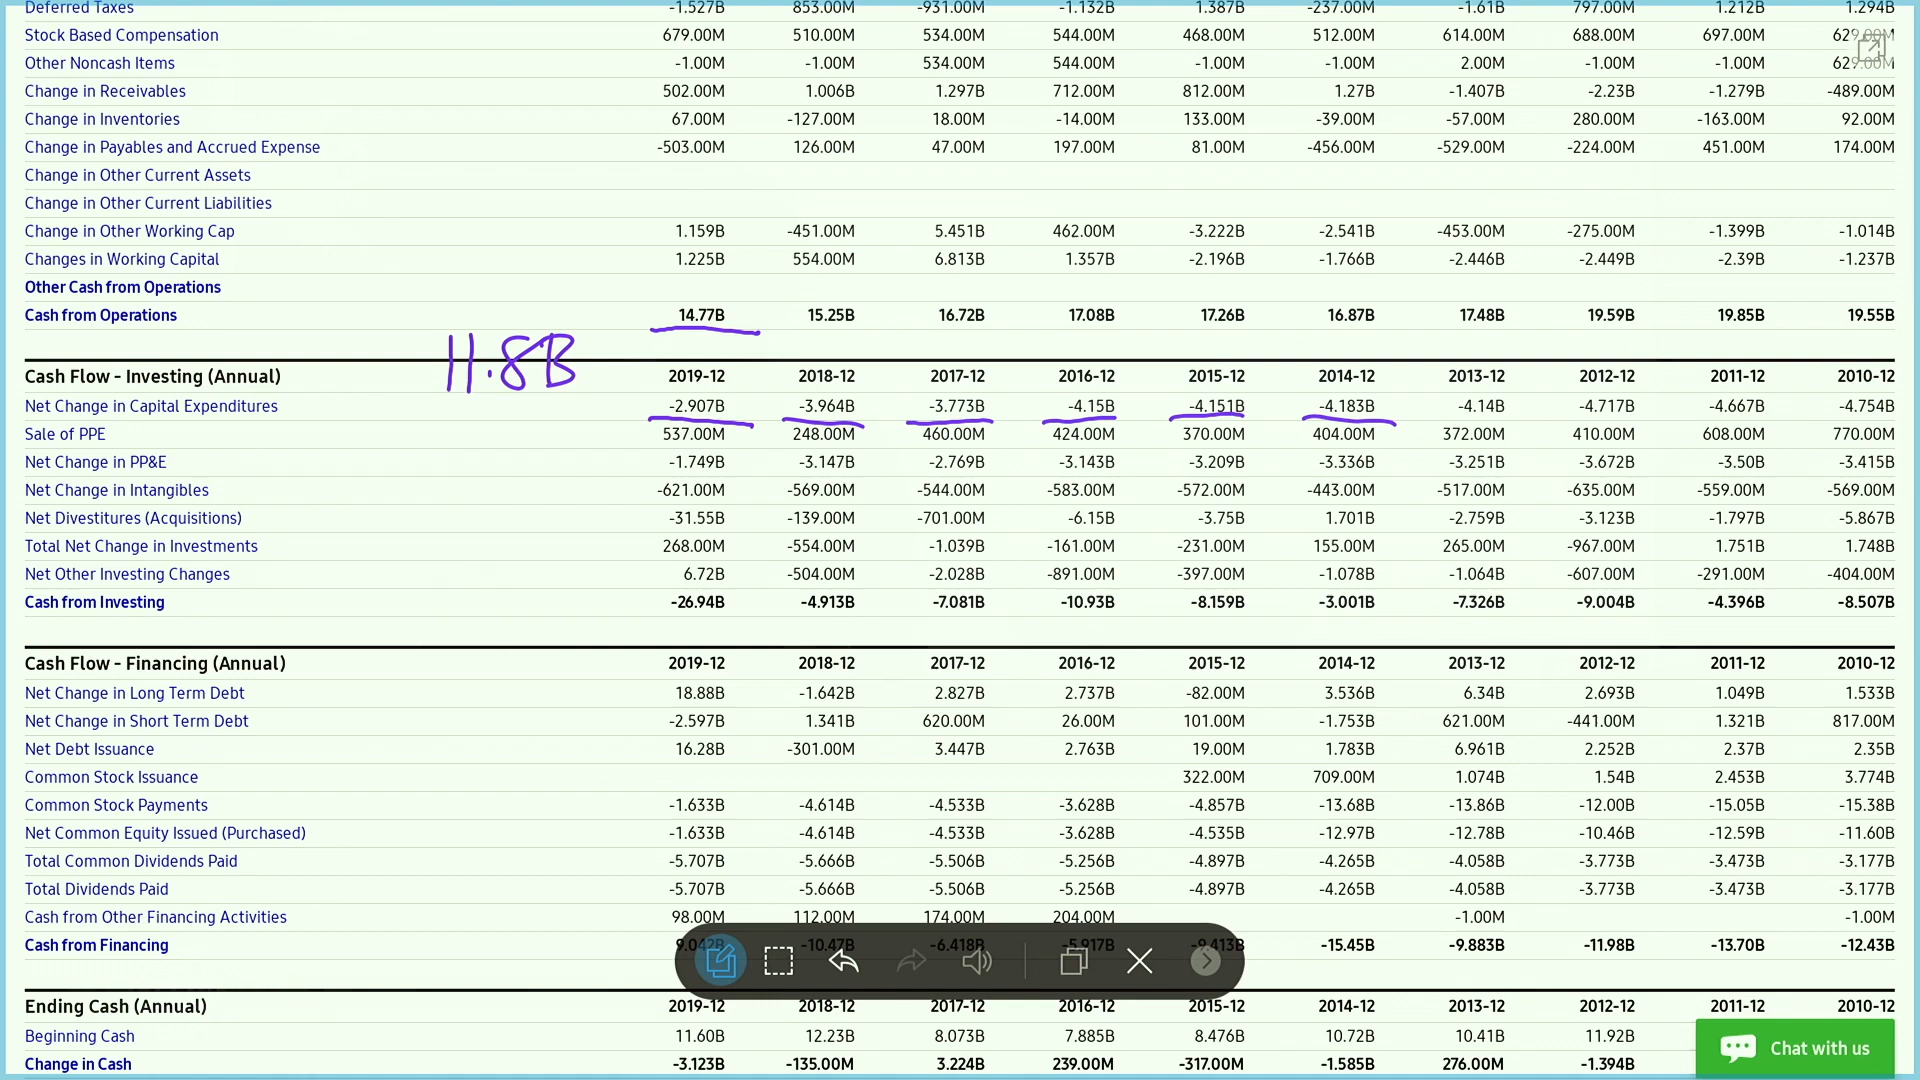 Deferred Taxes -1.527B 853.00M -931.00M -1.132B 1.387B -237.00M -1.61B 797.00M 1.212B 1.294B
Stock Based Compensation 679.00M 510.00M 534.00M 544.00M 468.00M 512.00M 614.00M 688.00M 697.00M 629.00M
Other Noncash Items -1.00M -1.00M 534.00M 544.00M -1.00M -1.00M 2.00M -1.00M -1.00M 629.00M
Change in Receivables 502.00M 1.006B 1.297B 712.00M 812.00M 1.27B -1.407B -2.23B -1.279B -489.00M
Change in Inventories 67.00M -127.00M 18.00M -14.00M 133.00M -39.00M -57.00M 280.00M -163.00M 92.00M
Change in Payables and Accrued Expense -503.00M 126.00M 47.00M 197.00M 81.00M -456.00M -529.00M -224.00M 451.00M 174.00M
Change in Other Current Assets
Change in Other Current Liabilities
Change in Other Working Cap 1.159B -451.00M 5.451B 462.00M -3.222B -2.541B -453.00M -275.00M -1.399B -1.014B
Changes in Working Capital 1.225B 554.00M 6.813B 1.357B -2.196B -1.766B -2.446B -2.449B -2.39B -1.237B
Other Cash from Operations
Cash from Operations 14.77B 15.25B 16.72B 17.08B 17.26B 16.87B 17.48B 19.59B 19.85B 19.55B
11.8B
Cash Flow - Investing (Annual) 2019-12 2018-12 2017-12 2016-12 2015-12 2014-12 2013-12 2012-12 2011-12 2010-12
Net Change in Capital Expenditures -2.907B -3.964B -3.773B -4.15B -4.151B -4.183B -4.14B -4.717B -4.667B -4.754B
Sale of PPE 537.00M 248.00M 460.00M 424.00M 370.00M 404.00M 372.00M 410.00M 608.00M 770.00M
Net Change in PP&E -1.749B -3.147B -2.769B -3.143B -3.209B -3.336B -3.251B -3.672B -3.50B -3.415B
Net Change in Intangibles -621.00M -569.00M -544.00M -583.00M -572.00M -443.00M -517.00M -635.00M -559.00M -569.00M
Net Divestitures (Acquisitions) -31.55B -139.00M -701.00M -6.15B -3.75B 1.701B -2.759B -3.123B -1.797B -5.867B
Total Net Change in Investments 268.00M -554.00M -1.039B -161.00M -231.00M 155.00M 265.00M -967.00M 1.751B 1.748B
Net Other Investing Changes 6.72B -504.00M -2.028B -891.00M -397.00M -1.078B -1.064B -607.00M -291.00M -404.00M
Cash from Investing -26.94B -4.913B -7.081B -10.93B -8.159B -3.001B -7.326B -9.004B -4.396B -8.507B
Cash Flow - Financing (Annual) 2019-12 2018-12 2017-12 2016-12 2015-12 2014-12 2013-12 2012-12 2011-12 2010-12
Net Change in Long Term Debt 18.88B -1.642B 2.827B 2.737B -82.00M 3.536B 6.34B 2.693B 1.049B 1.533B
Net Change in Short Term Debt -2.597B 1.341B 620.00M 26.00M 101.00M -1.753B 621.00M -441.00M 1.321B 817.00M
Net Debt Issuance 16.28B -301.00M 3.447B 2.763B 19.00M 1.783B 6.961B 2.252B 2.37B 2.35B
Common Stock Issuance 322.00M 709.00M 1.074B 1.54B 2.453B 3.774B
Common Stock Payments -1.633B -4.614B -4.533B -3.628B -4.857B -13.68B -13.86B -12.00B -15.05B -15.38B
Net Common Equity Issued (Purchased) -1.633B -4.614B -4.533B -3.628B -4.535B -12.97B -12.78B -10.46B -12.59B -11.60B
Total Common Dividends Paid -5.707B -5.666B -5.506B -5.256B -4.897B -4.265B -4.058B -3.773B -3.473B -3.177B
Total Dividends Paid -5.707B -5.666B -5.506B -5.256B -4.897B -4.265B -4.058B -3.773B -3.473B -3.177B
Cash from Other Financing Activities 98.00M 112.00M 174.00M 204.00M -1.00M -1.00M
Cash from Financing 9.042B -10.47B -6.418B -5.917B -9.413B -15.45B -9.883B -11.98B -13.70B -12.43B
Ending Cash (Annual) 2019-12 2018-12 2017-12 2016-12 2015-12 2014-12 2013-12 2012-12 2011-12 2010-12
Beginning Cash 11.60B 12.23B 8.073B 7.885B 8.476B 10.72B 10.41B 11.92B
Change in Cash -3.123B -135.00M 3.224B 239.00M -317.00M -1.585B 276.00M -1.394B
Chat with us